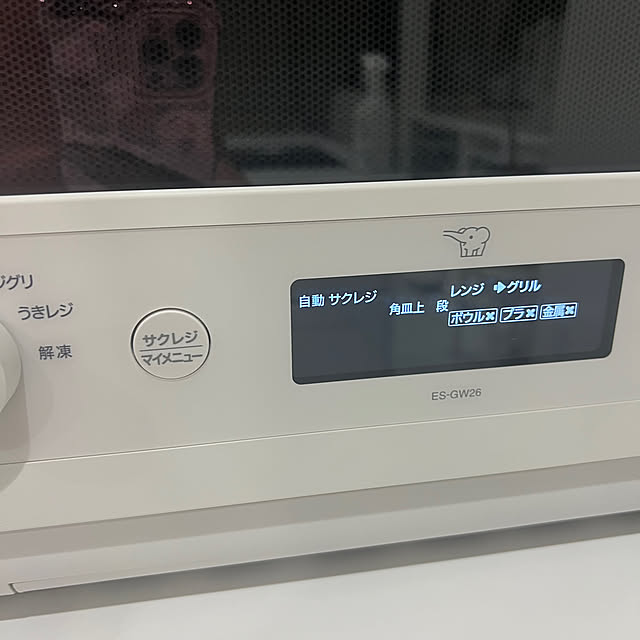 ジグリ
うきレジ
解凍
サクレジ
マイメニュー
自動 サクレジ
角皿上 段
レンジ ➡グリル
ボウル✖ プラ✖ 金属✖
ES-GW26